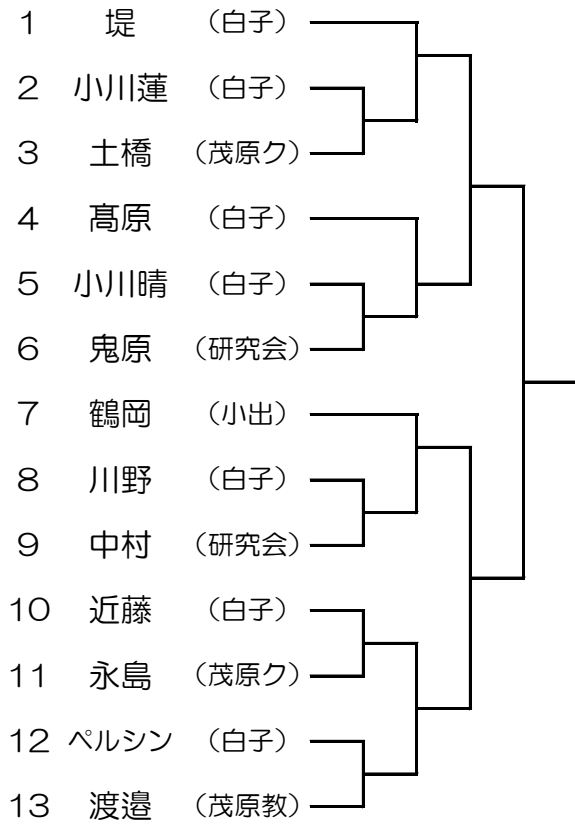 1 堤 (白子)
2 小川蓮 (白子)
3 土橋 (茂原ク)
4 髙原 (白子)
5 小川晴 (白子)
6 鬼原 (研究会)
7 鶴岡 (小出)
8 川野 (白子)
9 中村 (研究会)
10 近藤 (白子)
11 永島 (茂原ク)
12 ペルシン (白子)
13 渡邉 (茂原教)